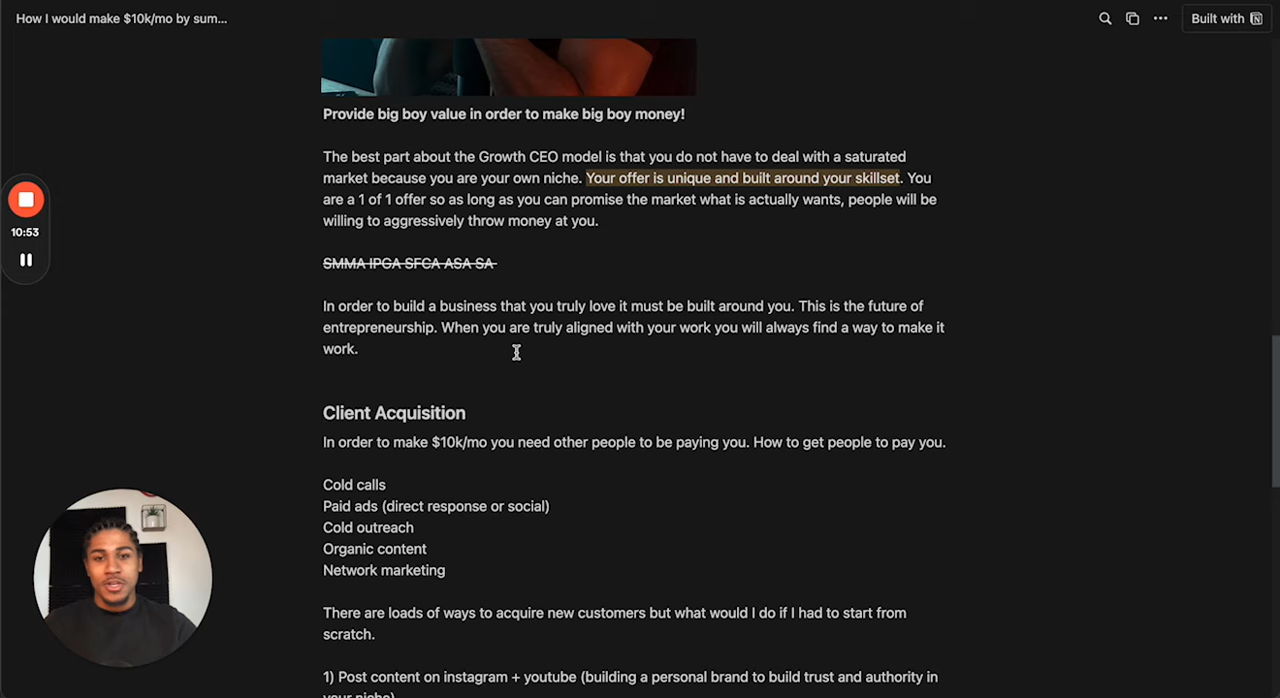 How I would make $10k/mo by sum...
Built with
Provide big boy value in order to make big boy money!
The best part about the Growth CEO model is that you do not have to deal with a saturated
market because you are your own niche. Your offer is unique and built around your skillset. You
are a 1 of 1 offer so as long as you can promise the market what is actually wants, people will be
willing to aggressively throw money at you.
10:53
SMMA IPGA SFCA ASA SA
In order to build a business that you truly love it must be built around you. This is the future of
entrepreneurship. When you are truly aligned with your work you will always find a way to make it
work.
Client Acquisition
In order to make $10k/mo you need other people to be paying you. How to get people to pay you.
Cold calls
Paid ads (direct response or social)
Cold outreach
Organic content
Network marketing
There are loads of ways to acquire new customers but what would I do if I had to start from
scratch.
1) Post content on instagram + youtube (building a personal brand to build trust and authority in
your niche)